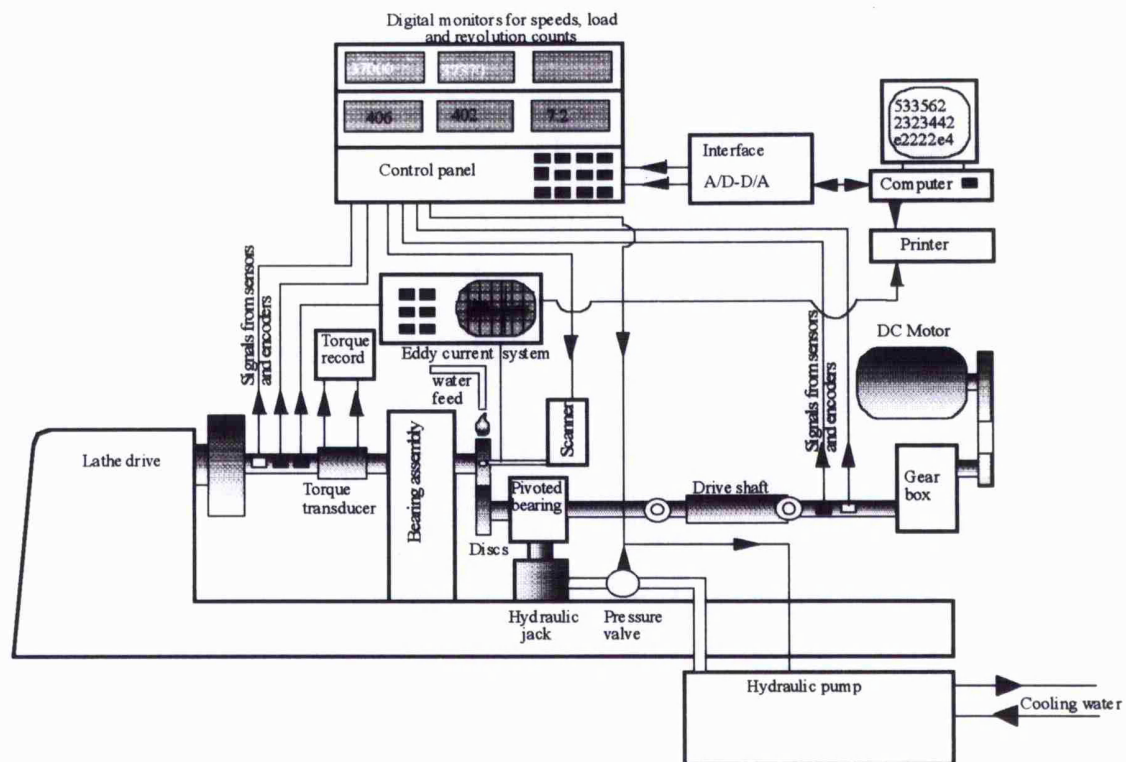 Digital monitors for speeds, load
and revolution counts
406
402
7.2
Control panel
Interface
A/D-D/A
533562
2323442
e2222e4
Computer
Printer
Signals from sensors
and encoders
Torque
record
Eddy current system
water
feed
Scanner
Signals from sensors
and encoders
DC Motor
Lathe drive
Torque
transducer
Bearing assembly
Discs
Pivoted
bearing
Drive shaft
Gear
box
Hydraulic
jack
Pressure
valve
Hydraulic pump
Cooling water